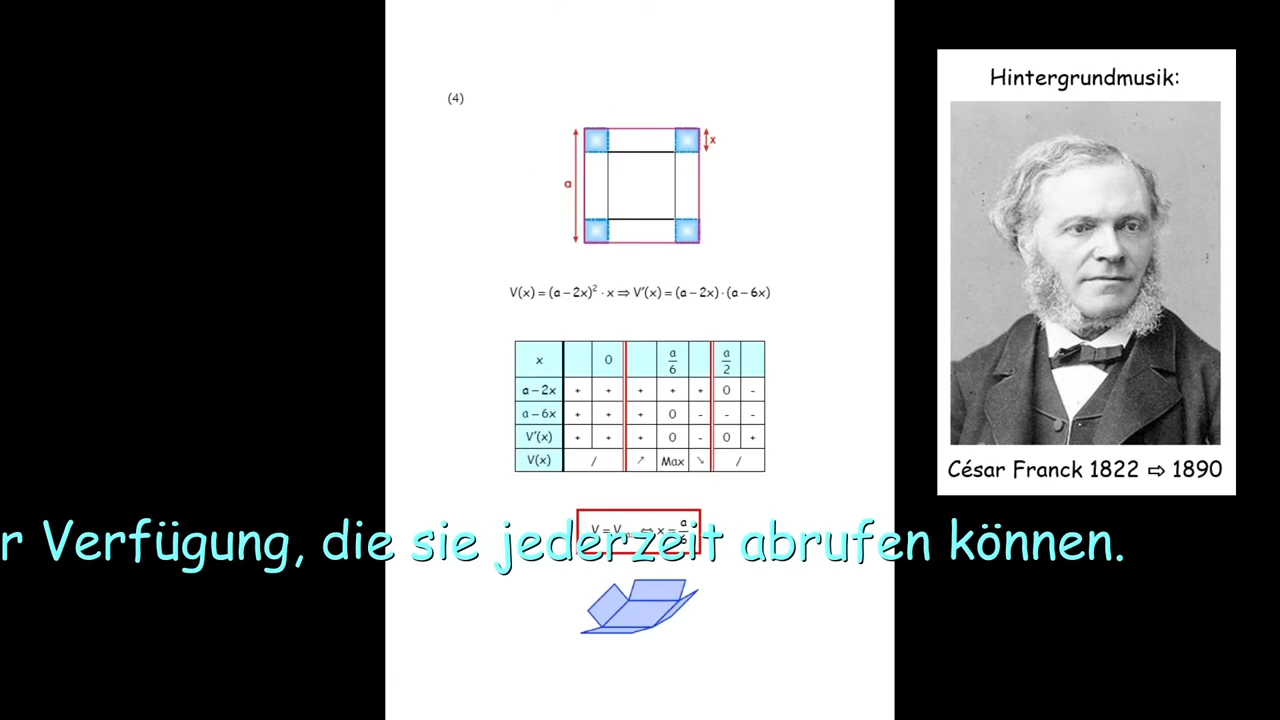 (4)
x
a
V(x) = (a – 2x)² · x ⇒ V'(x) = (a – 2x) · (a – 6x)
x 0 a/6 a/2
a – 2x + + + + + 0 -
a – 6x + + + 0 - - -
V'(x) + + + 0 - 0 +
V(x) / ↗ Max ↘ /
⇔ x =
r Verfügung, die sie jederzeit abrufen können.
Hintergrundmusik:
César Franck 1822 ⇨ 1890